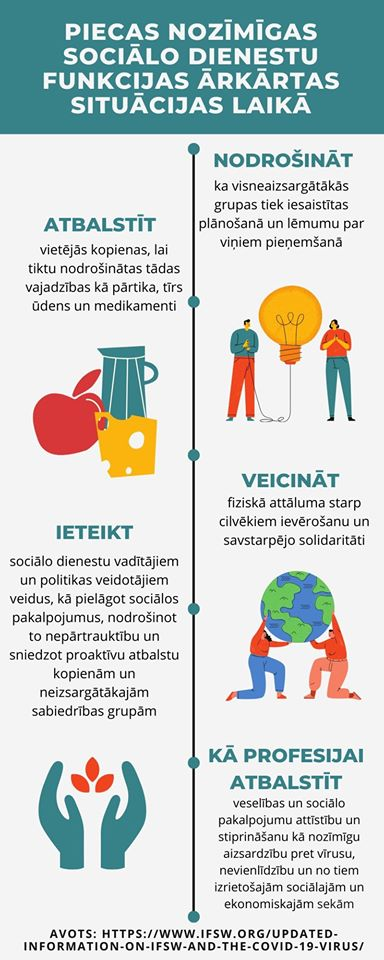 PIECAS NOZĪMĪGAS
SOCIĀLO DIENESTU
FUNKCIJAS ĀRKĀRTAS
SITUĀCIJAS LAIKĀ
NODROŠINĀT
ka visneaizsargātākās
grupas tiek iesaistītas
plānošanā un lēmumu par
viņiem pieņemšanā
ATBALSTĪT
vietējās kopienas, lai
tiktu nodrošinātas tādas
vajadzības kā pārtika, tīrs
ūdens un medikamenti
VEICINĀT
fiziskā attāluma starp
cilvēkiem ievērošanu un
savstarpējo solidaritāti
IETEIKT
sociālo dienestu vadītājiem
un politikas veidotājiem
veidus, kā pielāgot sociālos
pakalpojumus, nodrošinot
to nepārtrauktību un
sniedzot proaktīvu atbalstu
kopienām un
neizsargātākajām
sabiedrības grupām
KĀ PROFESIJAI
ATBALSTĪT
veselības un sociālo
pakalpojumu attīstību un
stiprināšanu kā nozīmīgu
aizsardzību pret vīrusu,
nevienlīdzību un no tiem
izrietošajām sociālajām un
ekonomiskajām sekām
AVOTS: HTTPS://WWW.IFSW.ORG/UPDATED-
INFORMATION-ON-IFSW-AND-THE-COVID-19-VIRUS/